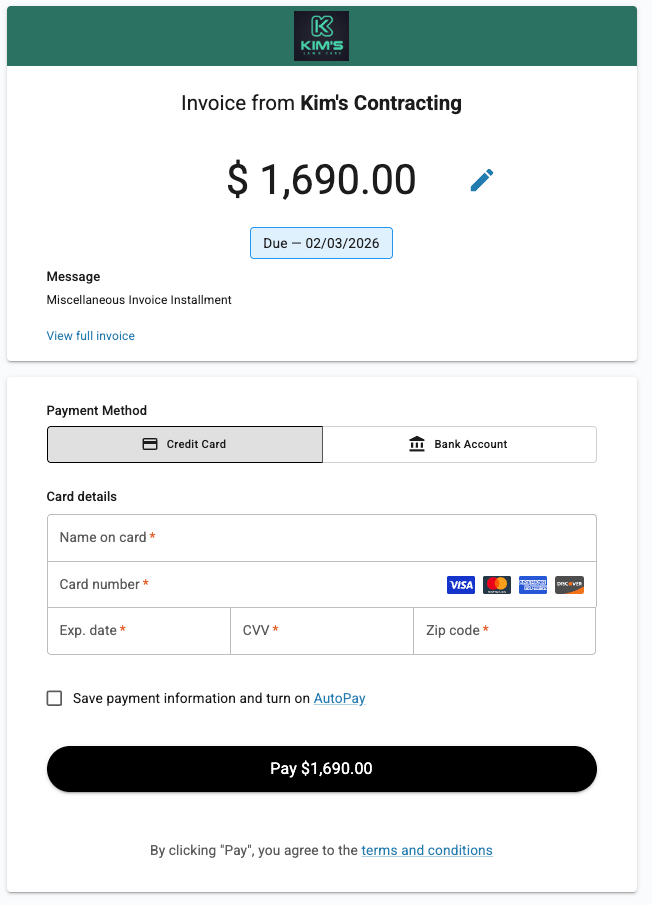 KIM'S
LAWN CARE
Invoice from Kim's Contracting
$ 1,690.00
Due — 02/03/2026
Message
Miscellaneous Invoice Installment
View full invoice
Payment Method
Credit Card
Bank Account
Card details
Name on card *
Card number *
VISA
DISCOVER
Exp. date *
CVV *
Zip code *
Save payment information and turn on AutoPay
Pay $1,690.00
By clicking "Pay", you agree to the terms and conditions